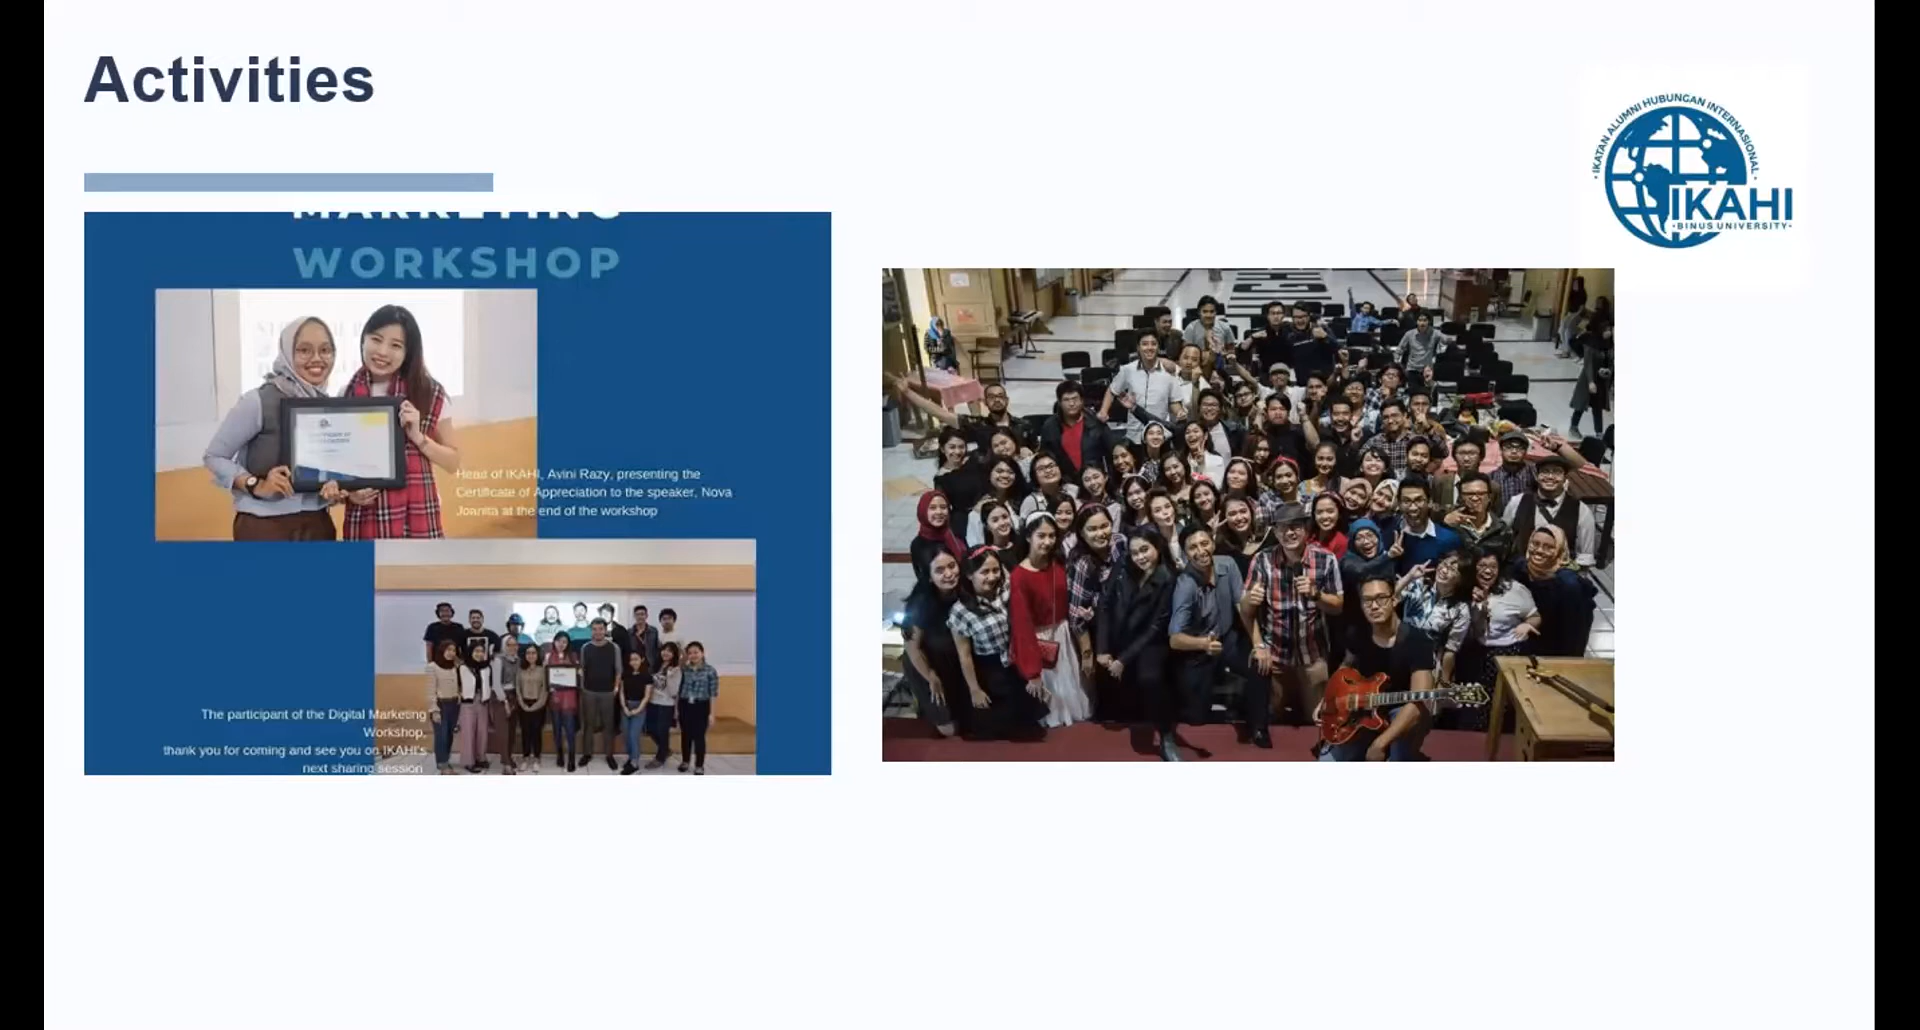 Activities
IKATAN ALUMNI HUBUNGAN INTERNASIONAL
IKAHI
BINUS UNIVERSITY
MARKETING
WORKSHOP
Head of IKAHI, Avini Razy, presenting the
Certificate of Appreciation to the speaker, Nova
Joanita at the end of the workshop
The participant of the Digital Marketing
Workshop,
thank you for coming and see you on IKAHI's
next sharing session